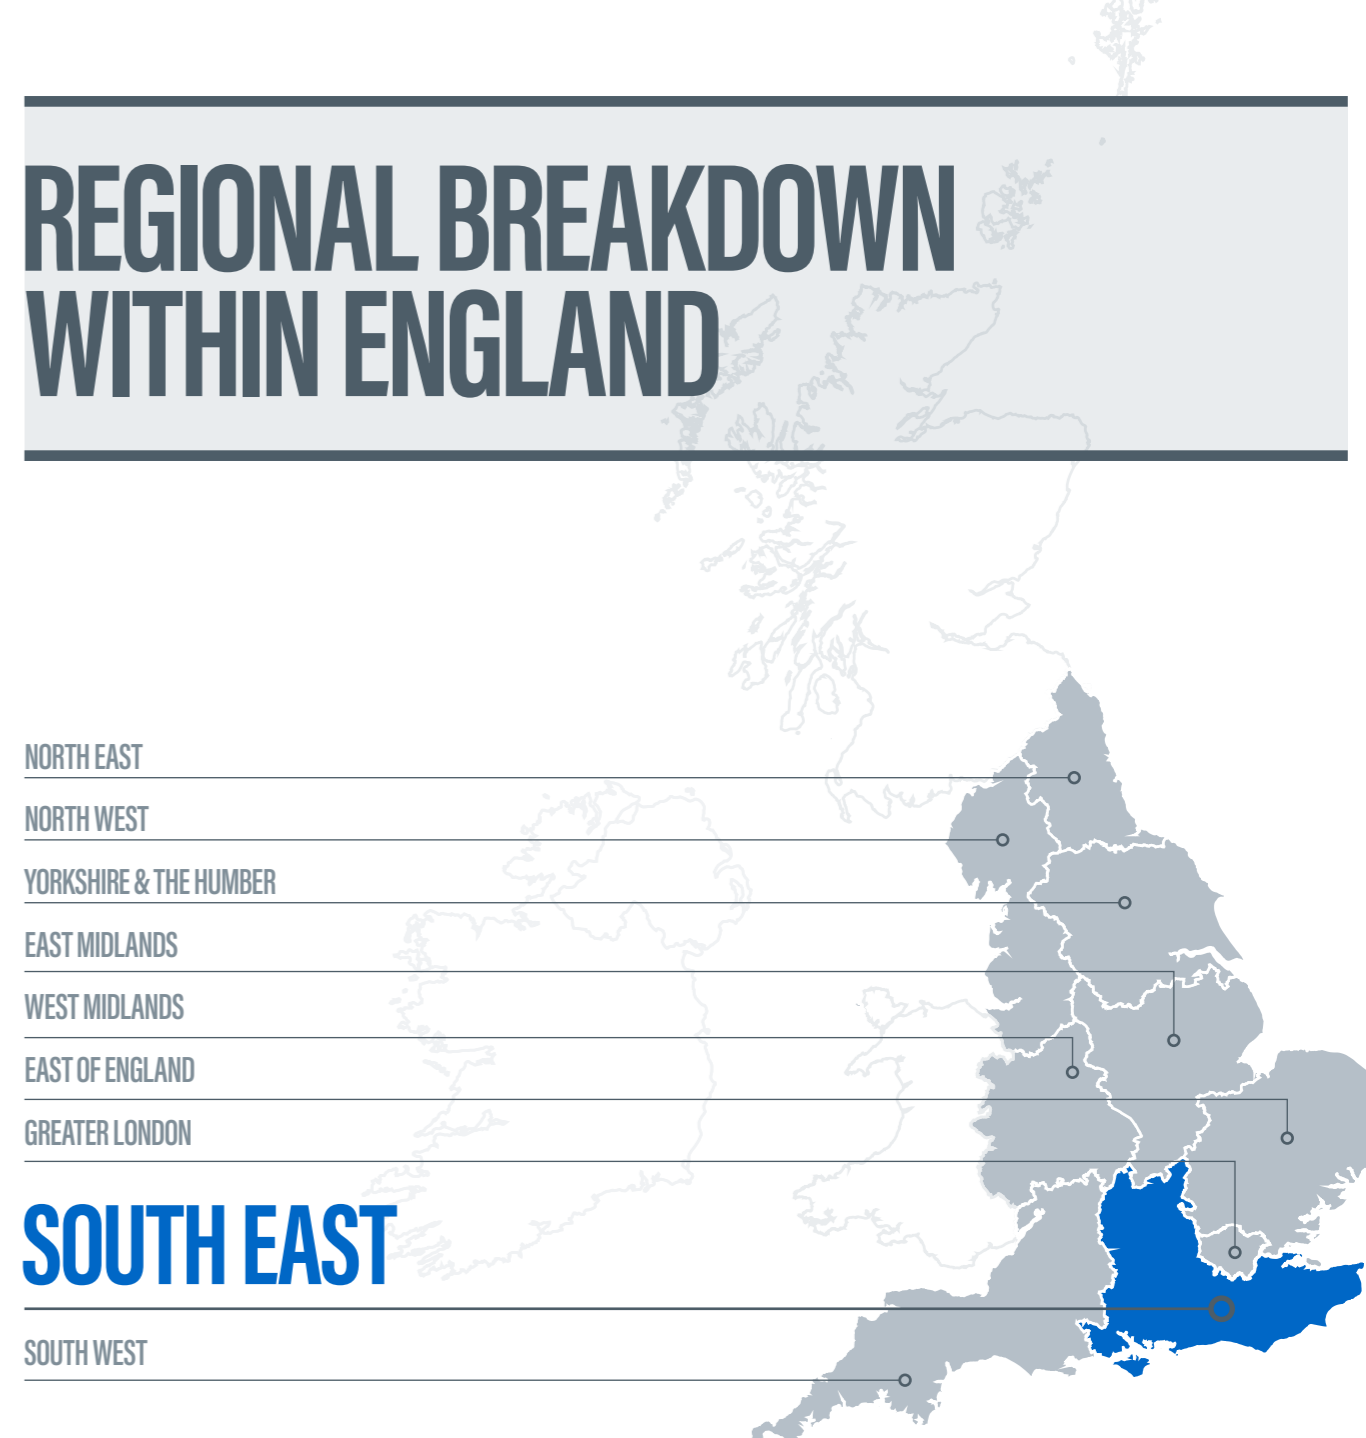 REGIONAL BREAKDOWN
WITHIN ENGLAND
NORTH EAST
NORTH WEST
YORKSHIRE & THE HUMBER
EAST MIDLANDS
WEST MIDLANDS
EAST OF ENGLAND
GREATER LONDON
SOUTH EAST
SOUTH WEST